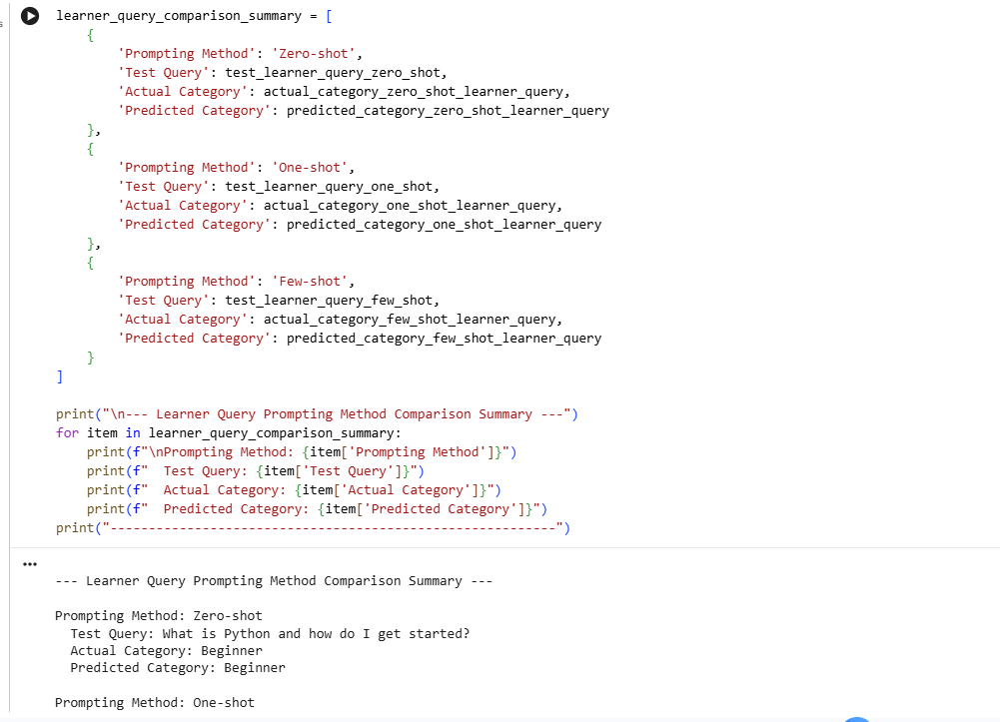 learner_query_comparison_summary = [
    {
        'Prompting Method': 'Zero-shot',
        'Test Query': test_learner_query_zero_shot,
        'Actual Category': actual_category_zero_shot_learner_query,
        'Predicted Category': predicted_category_zero_shot_learner_query
    },
    {
        'Prompting Method': 'One-shot',
        'Test Query': test_learner_query_one_shot,
        'Actual Category': actual_category_one_shot_learner_query,
        'Predicted Category': predicted_category_one_shot_learner_query
    },
    {
        'Prompting Method': 'Few-shot',
        'Test Query': test_learner_query_few_shot,
        'Actual Category': actual_category_few_shot_learner_query,
        'Predicted Category': predicted_category_few_shot_learner_query
    }
]

print("\n--- Learner Query Prompting Method Comparison Summary ---")
for item in learner_query_comparison_summary:
    print(f"\nPrompting Method: {item['Prompting Method']}")
    print(f"  Test Query: {item['Test Query']}")
    print(f"  Actual Category: {item['Actual Category']}")
    print(f"  Predicted Category: {item['Predicted Category']}")
print("----------------------------------------------------------")

--- Learner Query Prompting Method Comparison Summary ---

Prompting Method: Zero-shot
  Test Query: What is Python and how do I get started?
  Actual Category: Beginner
  Predicted Category: Beginner

Prompting Method: One-shot